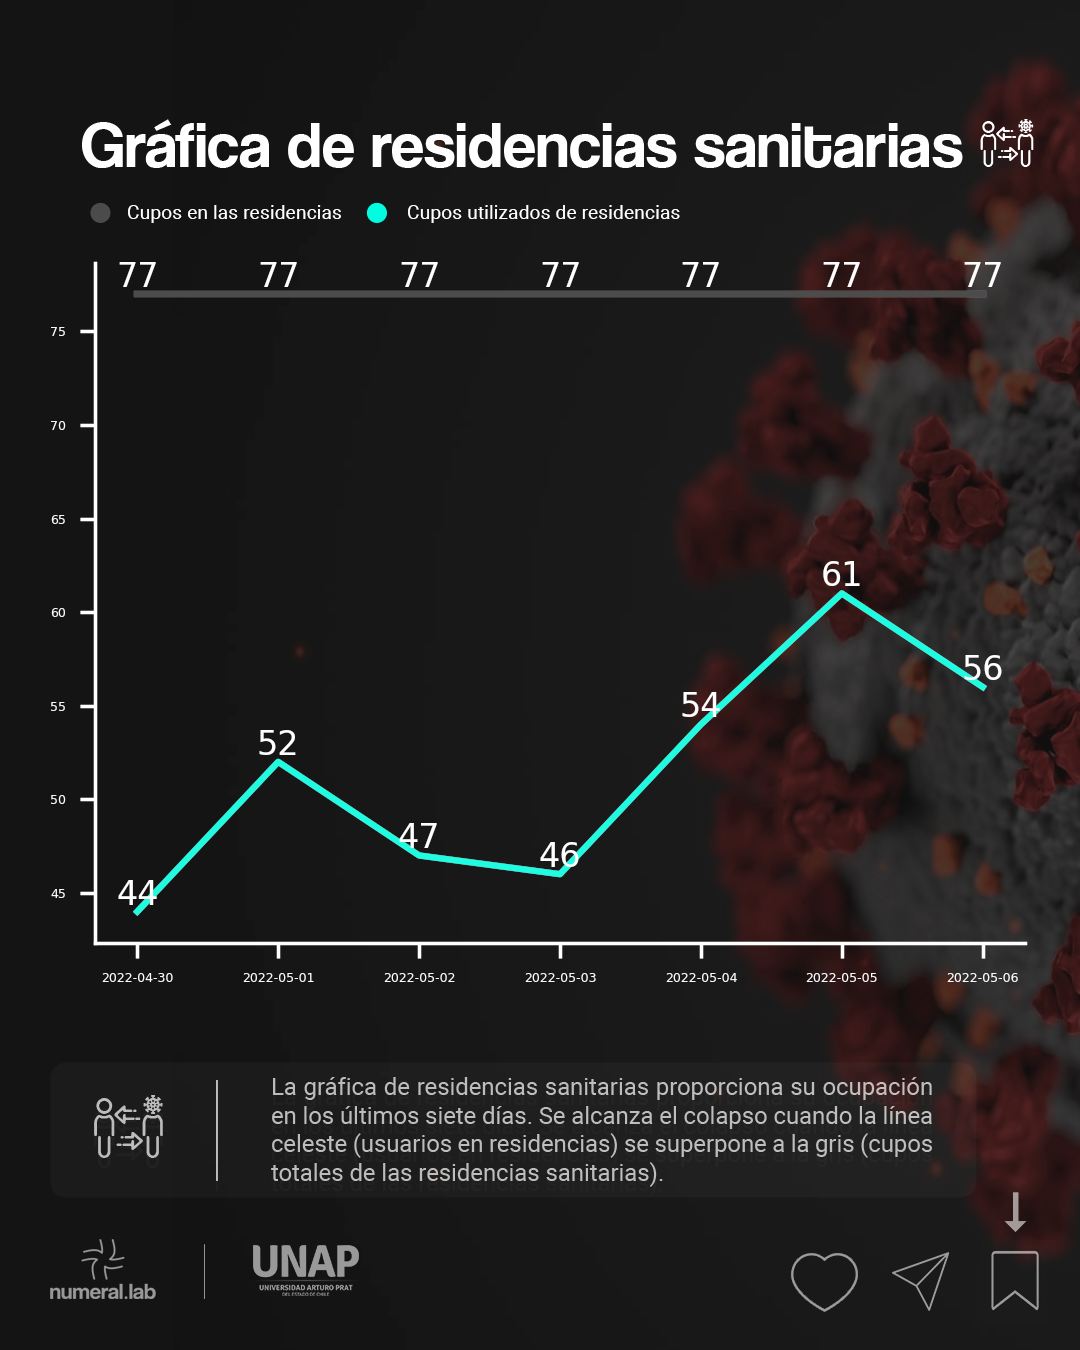 Gráfica de residencias sanitarias
Cupos en las residencias Cupos utilizados de residencias
77 77 77 77 77 77 77
75
70
65
60
61
56
55
54
52
50
47
46
45
44
2022-04-30 2022-05-01 2022-05-02 2022-05-03 2022-05-04 2022-05-05 2022-05-06
La gráfica de residencias sanitarias proporciona su ocupación
en los últimos siete días. Se alcanza el colapso cuando la línea
celeste (usuarios en residencias) se superpone a la gris (cupos
totales de las residencias sanitarias).
numeral.lab
UNAP
UNIVERSIDAD ARTURO PRAT
DEL ESTADO DE CHILE